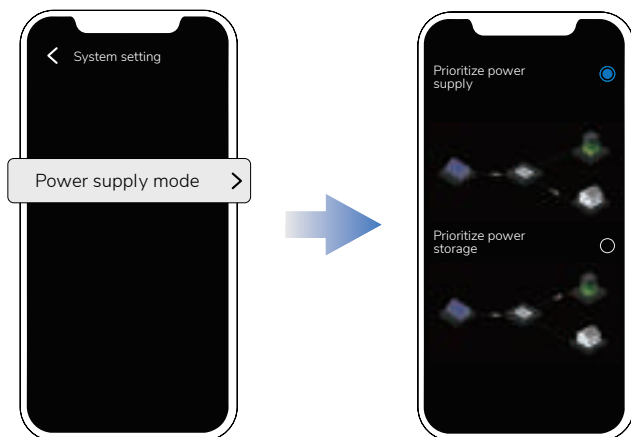 System setting
Power supply mode
Prioritize power
supply
Prioritize power
storage